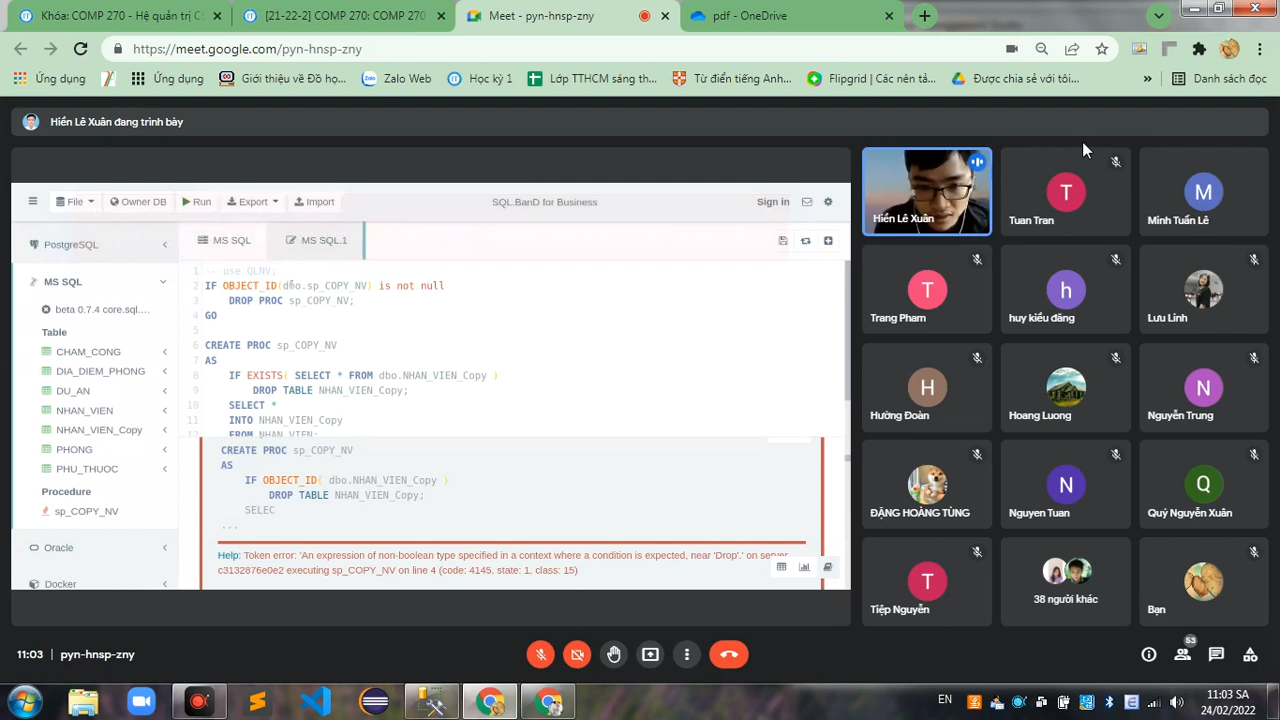 Khóa: COMP 270 - Hệ quản trị CS
[21-22-2] COMP 270: COMP 270
Meet - pyn-hnsp-zny
pdf - OneDrive
https://meet.google.com/pyn-hnsp-zny
Ứng dụng
Ứng dụng
Giới thiệu về Đồ họ...
Zalo Web
Học kỳ 1
Lớp TTHCM sáng th...
Từ điển tiếng Anh...
Flipgrid | Các nền tả...
Được chia sẻ với tôi...
»
Danh sách đọc
Hiển Lê Xuân đang trình bày
File
Owner DB
Run
Export
Import
SQL.BanD for Business
Sign in
PostgreSQL
MS SQL
MS SQL.1
MS SQL
beta 0.7.4 core.sql....
Table
CHAM_CONG
DIA_DIEM_PHONG
DU_AN
NHAN_VIEN
NHAN_VIEN_Copy
PHONG
PHU_THUOC
Procedure
sp_COPY_NV
Oracle
Docker
1 -- use QLNV;
2 IF OBJECT_ID(dbo.sp_COPY_NV) is not null
3 DROP PROC sp_COPY_NV;
4 GO
5
6 CREATE PROC sp_COPY_NV
7 AS
8 IF EXISTS( SELECT * FROM dbo.NHAN_VIEN_Copy )
9 DROP TABLE NHAN_VIEN_Copy;
10 SELECT *
11 INTO NHAN_VIEN_Copy
12 FROM NHAN_VIEN;
CREATE PROC sp_COPY_NV
AS
IF OBJECT_ID( dbo.NHAN_VIEN_Copy )
DROP TABLE NHAN_VIEN_Copy;
SELEC
...
Help: Token error: 'An expression of non-boolean type specified in a context where a condition is expected, near 'Drop'.' on server
c3132876e0e2 executing sp_COPY_NV on line 4 (code: 4145, state: 1, class: 15)
Hiển Lê Xuân
T
Tuan Tran
M
Minh Tuấn Lê
T
Trang Pham
h
huy kiều đăng
Lưu Linh
H
Hường Đoàn
Hoang Luong
N
Nguyễn Trung
ĐẶNG HOÀNG TÙNG
N
Nguyen Tuan
Q
Quý Nguyễn Xuân
T
Tiệp Nguyễn
38 người khác
Bạn
11:03
pyn-hnsp-zny
53
EN
11:03 SA
24/02/2022